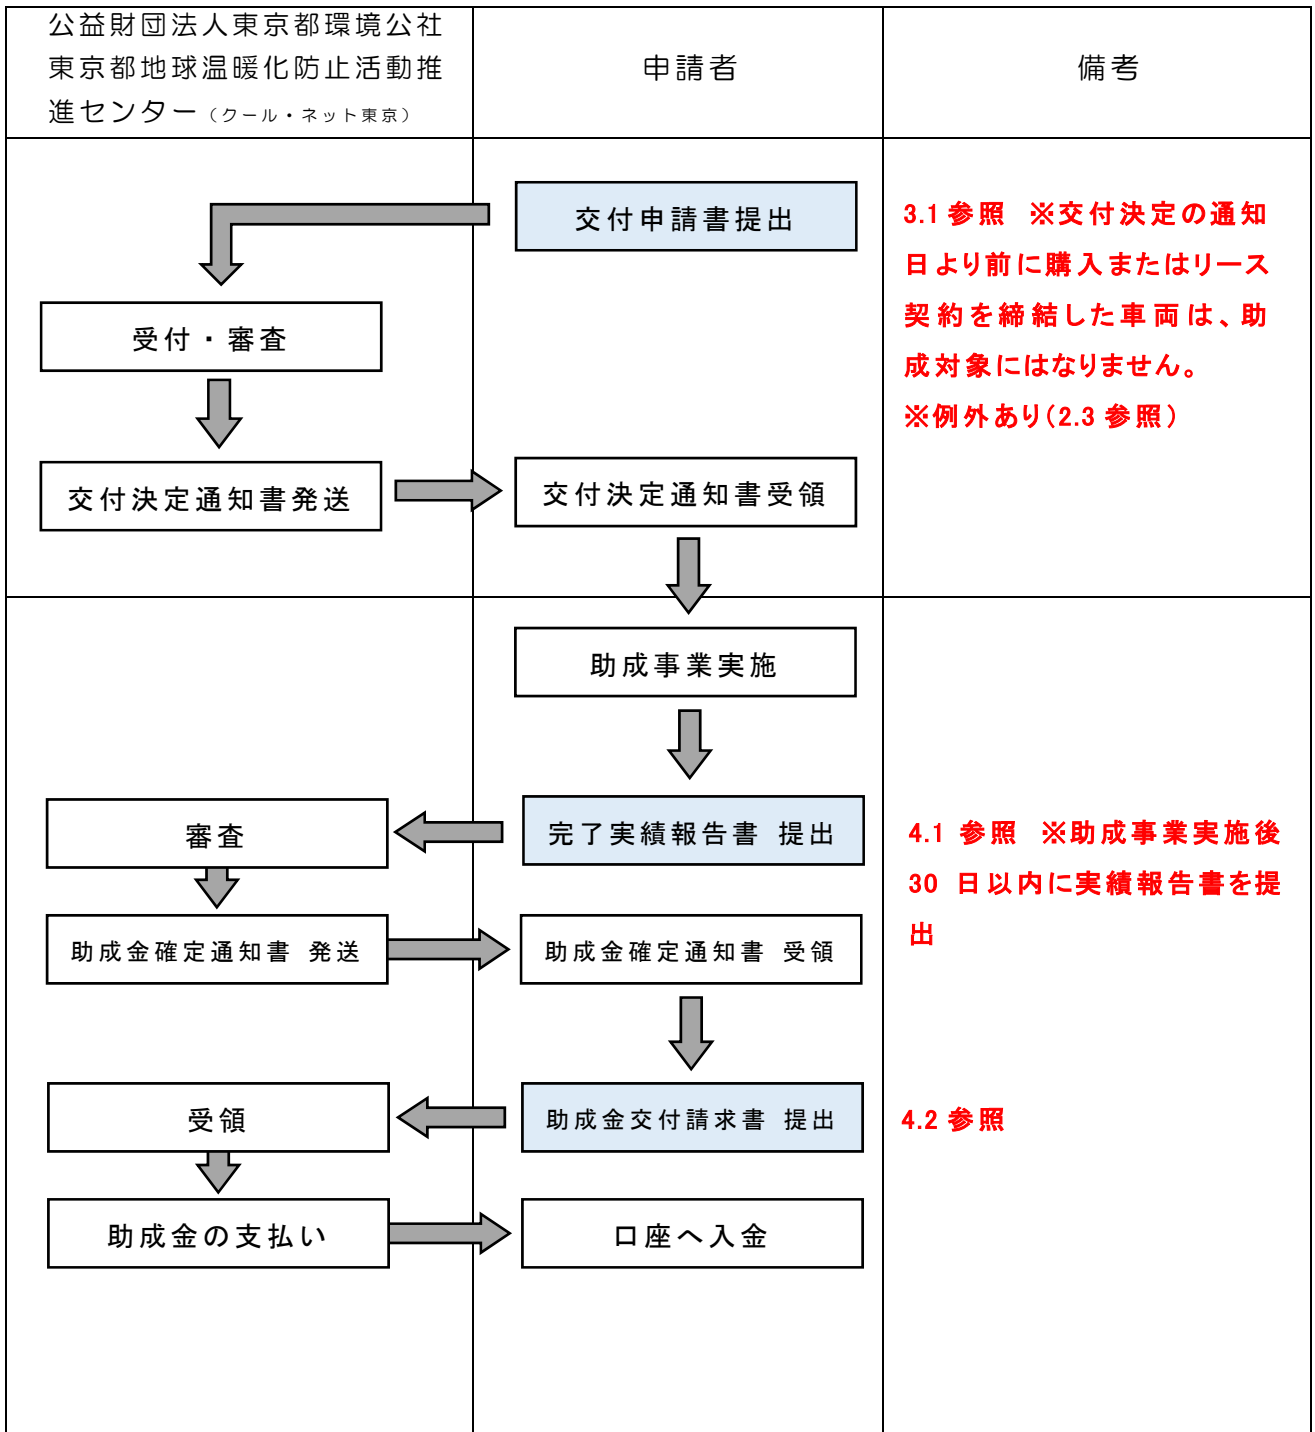 公益財団法人東京都環境公社
東京都地球温暖化防止活動推
進センター（クール・ネット東京）
申請者
備考
交付申請書提出
3.1 参照 ※交付決定の通知
日より前に購入またはリース
契約を締結した車両は、助
成対象にはなりません。
※例外あり（2.3 参照）
受付・審査
交付決定通知書発送
交付決定通知書受領
助成事業実施
審査
完了実績報告書 提出
4.1 参照 ※助成事業実施後
30 日以内に実績報告書を提
出
助成金確定通知書 発送
助成金確定通知書 受領
受領
助成金交付請求書 提出
4.2 参照
助成金の支払い
口座へ入金